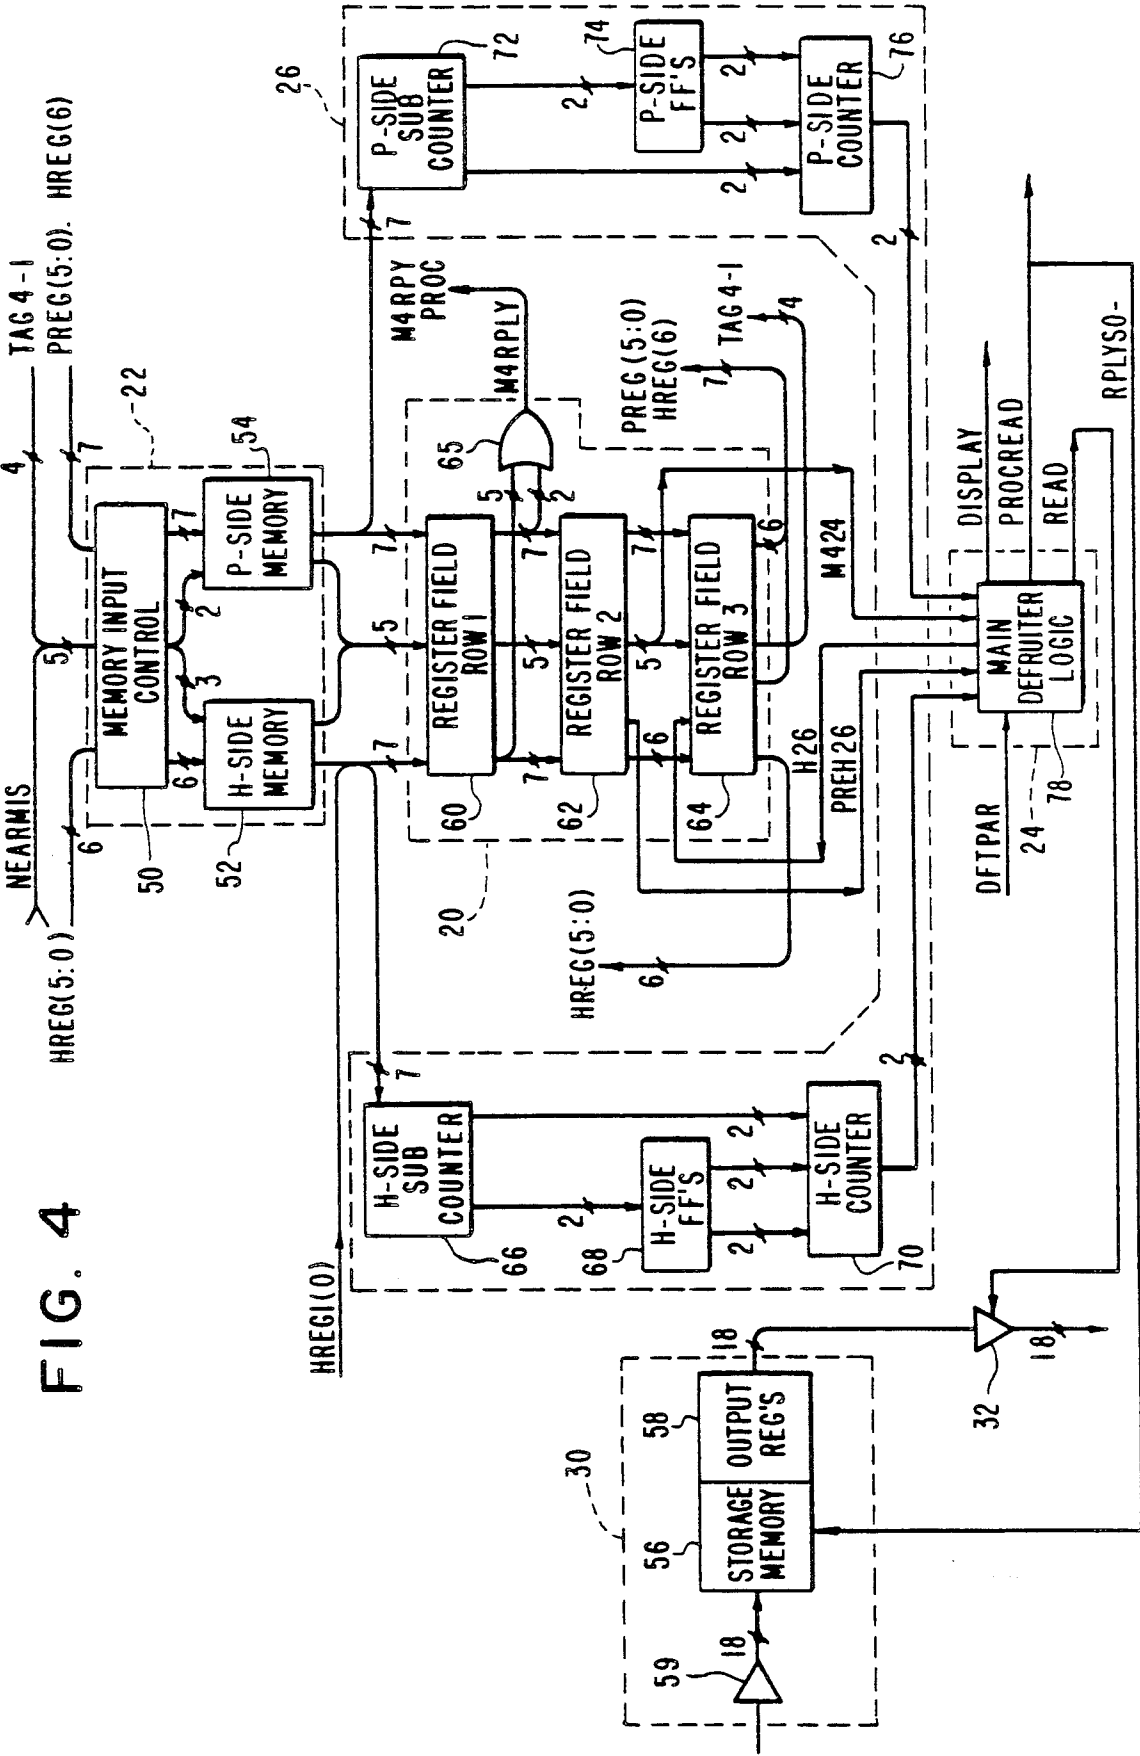 FIG. 4
TAG 4-1
PREG(5:0). HREG(6)
NEARMIS
HREG(5:0)
4
7
5
6
22
MEMORY INPUT
CONTROL
50
6
3
2
7
H-SIDE
MEMORY
52
P-SIDE
MEMORY
54
HREG1(0)
7
5
7
7
7
26
H-SIDE
SUB
COUNTER
66
2
H-SIDE
FF'S
68
2
2
2
H-SIDE
COUNTER
70
2
REGISTER FIELD
ROW 1
60
7
5
7
5
2
65
M4RPLY
M4RPY
PROC
REGISTER FIELD
ROW 2
62
6
5
7
REGISTER FIELD
ROW 3
64
6
20
HREG(5:0)
6
PREG(5:0)
HREG(6)
7
TAG 4-1
4
P-SIDE
SUB
COUNTER
72
2
P-SIDE
FF'S
74
2
2
2
P-SIDE
COUNTER
76
2
H26
PREH26
M424
MAIN
DEFRUITER
LOGIC
78
24
DFTPAR
DISPLAY
PROCREAD
READ
RPLYSO-
30
59
18
STORAGE
MEMORY
56
OUTPUT
REG'S
58
18
32
18